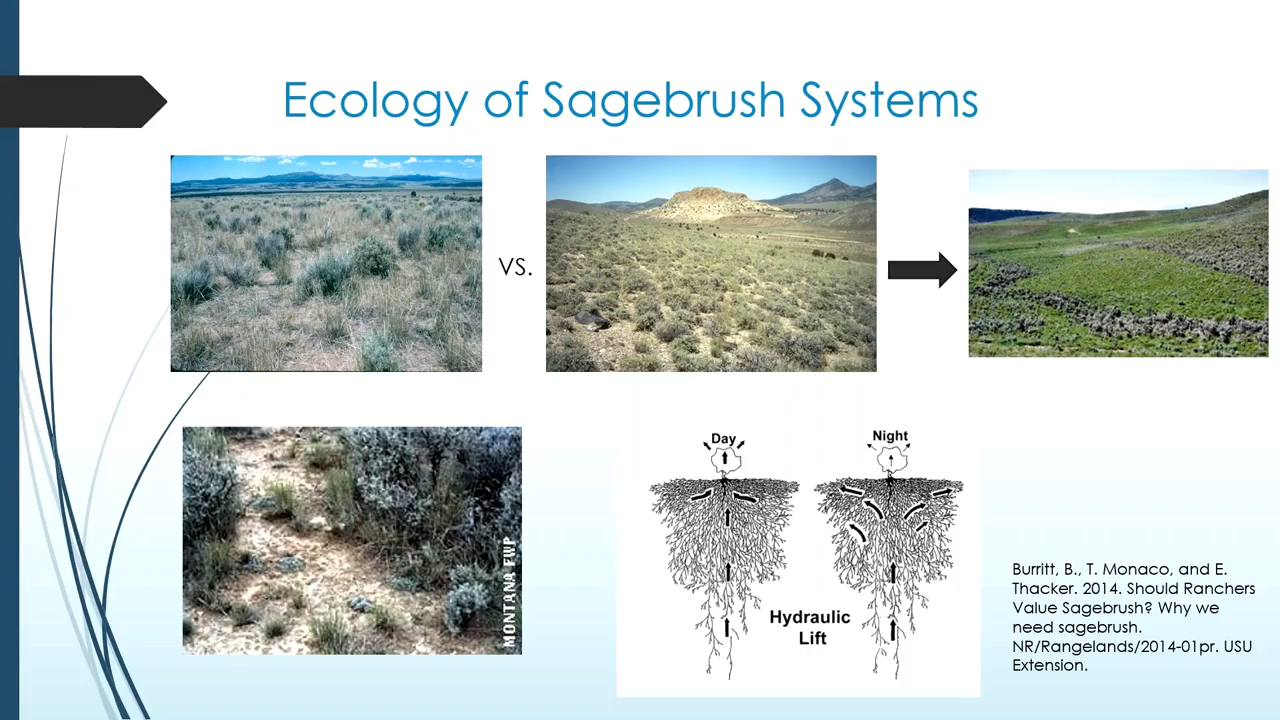 Ecology of Sagebrush Systems
vs.
MONTANA FWP
Day
Night
Hydraulic
Lift
Burritt, B., T. Monaco, and E.
Thacker. 2014. Should Ranchers
Value Sagebrush? Why we
need sagebrush.
NR/Rangelands/2014-01pr. USU
Extension.